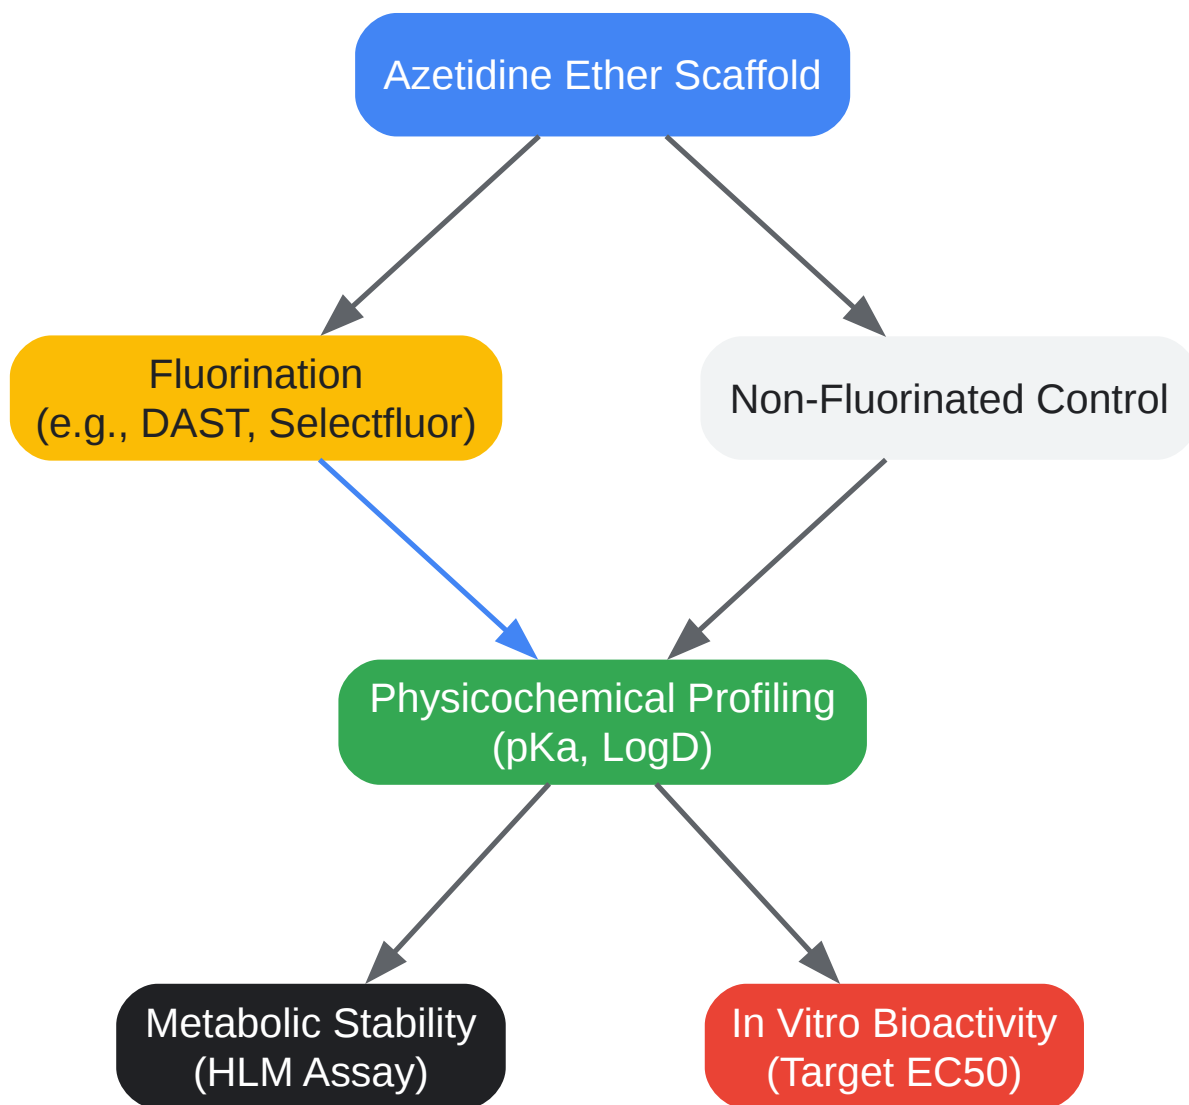 Azetidine Ether Scaffold
Fluorination
(e.g., DAST, Selectfluor)
Non-Fluorinated Control
Physicochemical Profiling
(pKa, LogD)
Metabolic Stability
(HLM Assay)
In Vitro Bioactivity
(Target EC50)